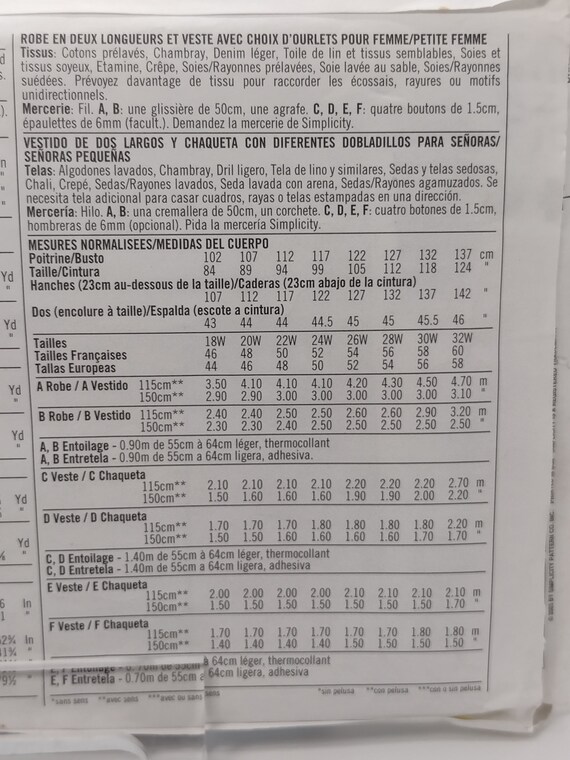 ROBE EN DEUX LONGUEURS ET VESTE AVEC CHOIX D'OURLETS POUR FEMME/PETITE FEMME
Tissus: Cotons prélavés, Chambray, Denim léger, Toile de lin et tissus semblables, Soies et
tissus soyeux, Etamine, Crêpe, Soies/Rayonnes prélavées, Soie lavée au sable, Soies/Rayonnes
suédées. Prévoyez davantage de tissu pour raccorder les écossais, rayures ou motifs
unidirectionnels.
Mercerie: Fil. A, B: une glissière de 50cm, une agrafe. C, D, E, F: quatre boutons de 1.5cm,
épaulettes de 6mm (facult.). Demandez la mercerie de Simplicity.
VESTIDO DE DOS LARGOS Y CHAQUETA CON DIFERENTES DOBLADILLOS PARA SEÑORAS/
SEÑORAS PEQUEÑAS
Telas: Algodones lavados, Chambray, Dril ligero, Tela de lino y similares, Sedas y telas sedosas,
Chali, Crepé, Sedas/Rayones lavados, Seda lavada con arena, Sedas/Rayones agamuzados. Se
necesita tela adicional para casar cuadros, rayas o telas estampadas en una dirección.
Mercería: Hilo. A, B: una cremallera de 50cm, un corchete. C, D, E, F: cuatro botones de 1.5cm,
hombreras de 6mm (opcional). Pida la mercería Simplicity.
MESURES NORMALISEES/MEDIDAS DEL CUERPO
Poitrine/Busto 102 107 112 117 122 127 132 137 cm
Taille/Cintura 84 89 94 99 105 112 118 124 "
Hanches (23cm au-dessous de la taille)/Caderas (23cm abajo de la cintura)
107 112 117 122 127 132 137 142 "
Dos (encolure à taille)/Espalda (escote a cintura)
43 44 44 44.5 45 45 45.5 46 "
Tailles 18W 20W 22W 24W 26W 28W 30W 32W
Tailles Françaises 46 48 50 52 54 56 58 60
Tallas Europeas 44 46 48 50 52 54 56 58
A Robe / A Vestido 115cm** 3.50 4.10 4.10 4.10 4.20 4.30 4.50 4.70 m
150cm** 2.90 2.90 3.00 3.00 3.00 3.00 3.00 3.10 "
B Robe / B Vestido 115cm** 2.40 2.40 2.50 2.50 2.60 2.60 2.90 3.20 m
150cm** 2.30 2.30 2.40 2.50 2.50 2.50 2.50 2.50 "
A, B Entoilage - 0.90m de 55cm à 64cm léger, thermocollant
A, B Entretela - 0.90m de 55cm a 64cm ligera, adhesiva.
C Veste / C Chaqueta
115cm** 2.10 2.10 2.10 2.10 2.20 2.20 2.20 2.70 m
150cm** 1.50 1.60 1.60 1.60 1.90 1.90 2.00 2.20 "
D Veste / D Chaqueta
115cm** 1.70 1.70 1.70 1.80 1.80 1.80 1.80 2.20 m
150cm** 1.50 1.50 1.60 1.60 1.60 1.60 1.70 1.70 "
C, D Entoilage - 1.40m de 55cm à 64cm léger, thermocollant
C, D Entretela - 1.40m de 55cm a 64cm ligera, adhesiva
E Veste / E Chaqueta
115cm** 2.00 2.00 2.00 2.00 2.10 2.10 2.10 2.10 m
150cm** 1.50 1.50 1.50 1.50 1.50 1.50 1.50 1.70 "
F Veste / F Chaqueta
115cm** 1.70 1.70 1.70 1.70 1.70 1.70 1.80 1.80 m
150cm** 1.40 1.40 1.40 1.40 1.50 1.50 1.50 1.50 "
E, F Entoilage - 0.70m de 55cm à 64cm léger, thermocollant
E, F Entretela - 0.70m de 55cm a 64cm ligera, adhesiva
*sans sens **avec sens ***avec ou sans sens *sin pelusa **con pelusa ***con o sin pelusa